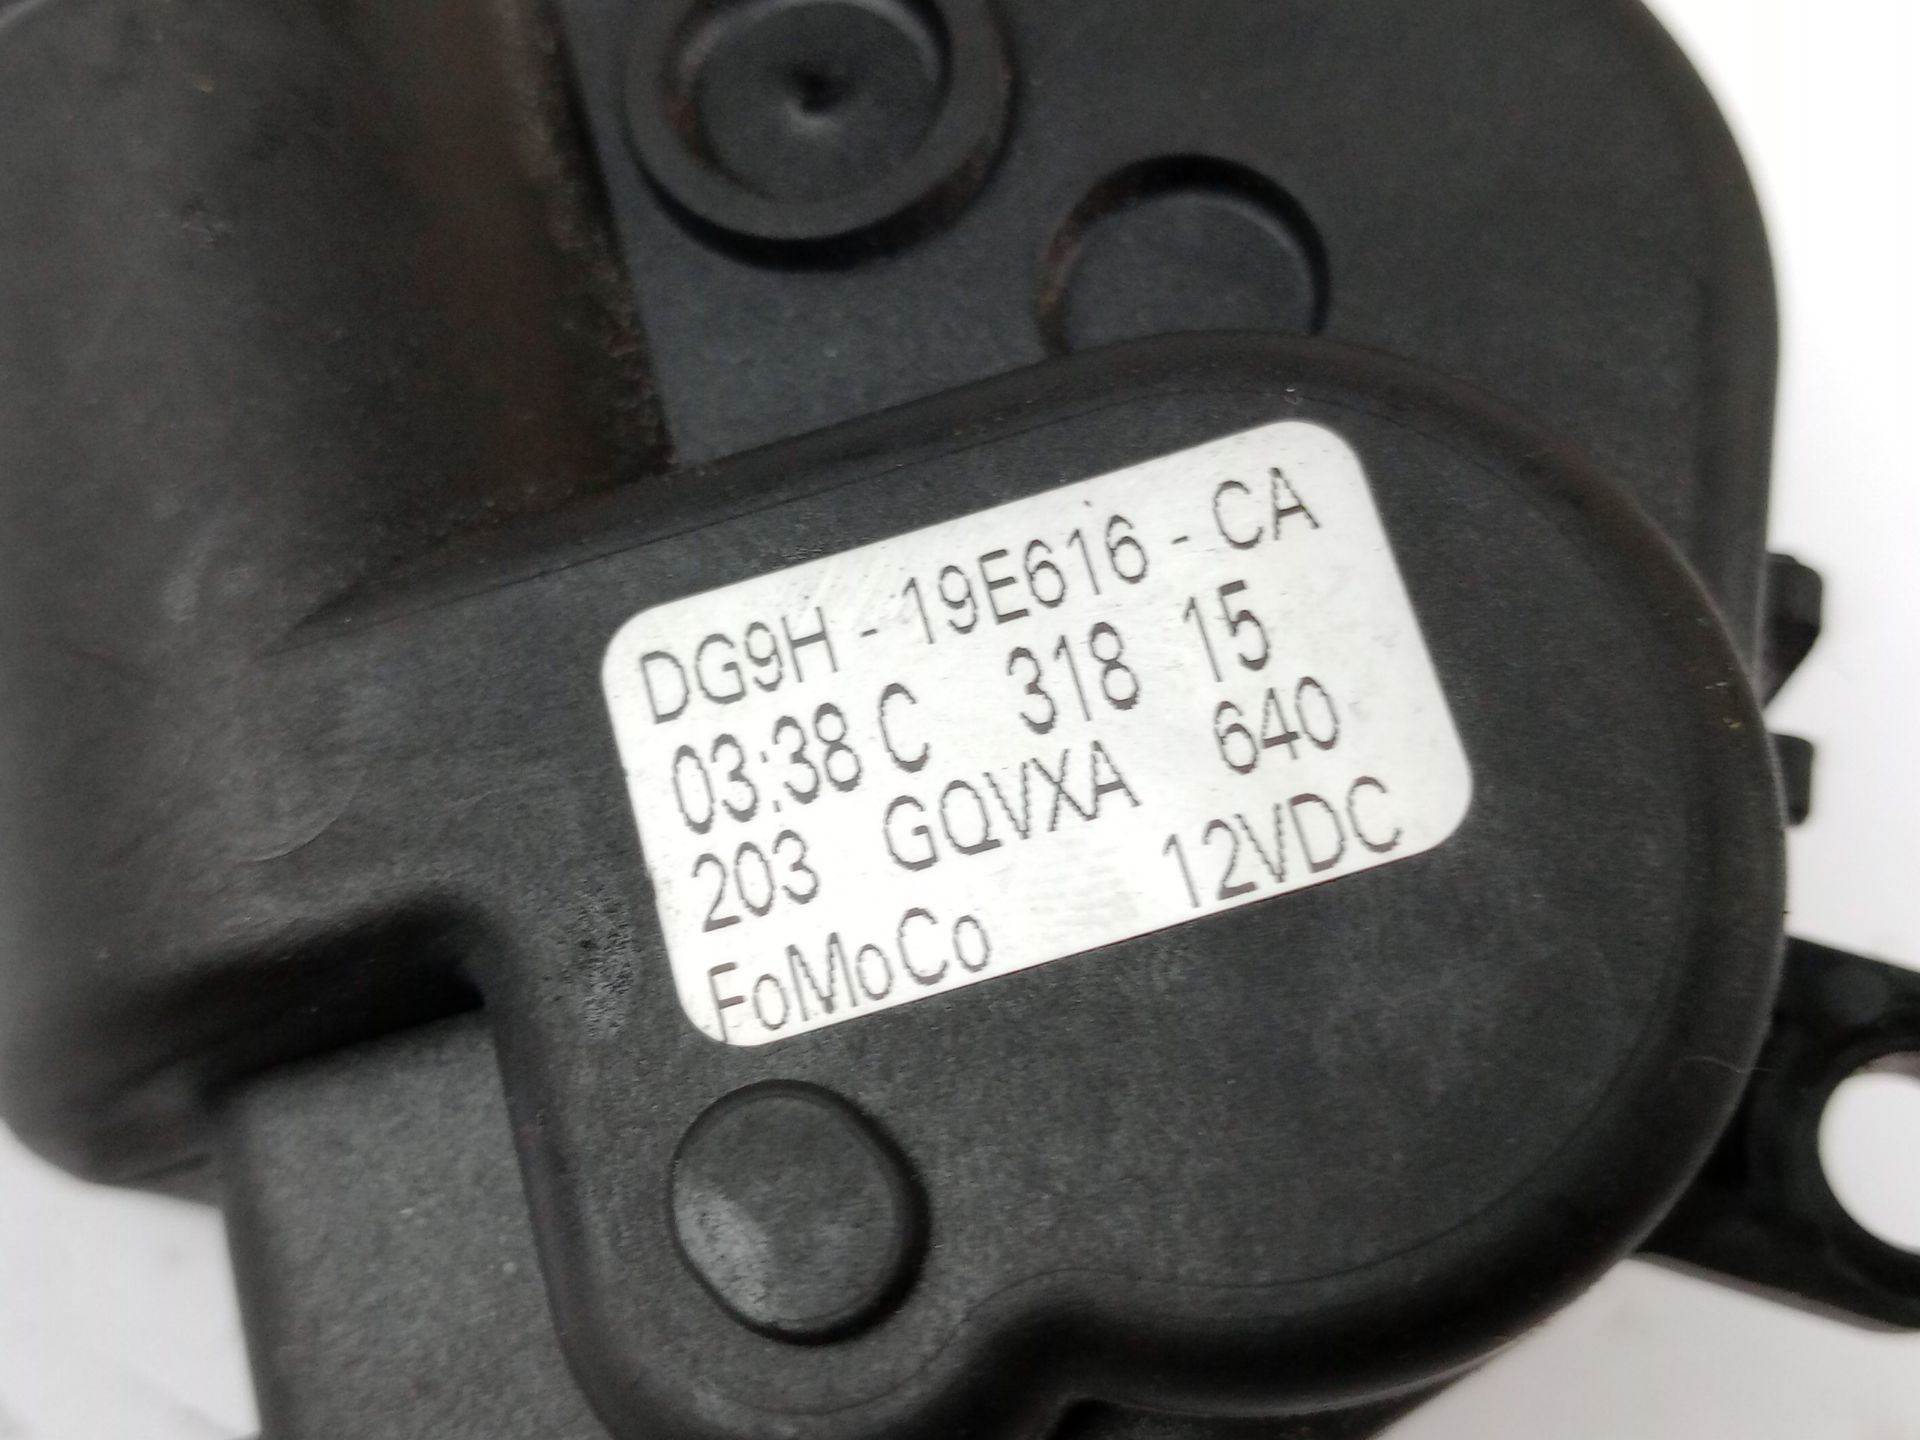 DG9H - 19E616 - CA
03:38 C 318 15
203 GQVXA 640
FoMoCo 12VDC